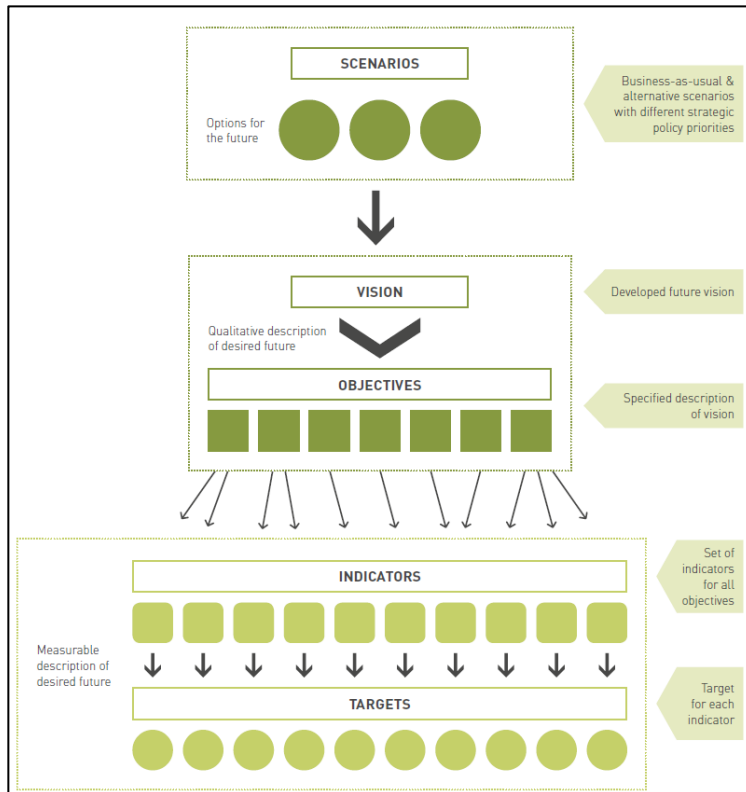 SCENARIOS
Options for
the future
Business-as-usual &
alternative scenarios
with different strategic
policy priorities
VISION
Developed future vision
Qualitative description
of desired future
OBJECTIVES
Specified description
of vision
INDICATORS
Set of
indicators
for all
objectives
Measurable
description of
desired future
TARGETS
Target
for each
indicator